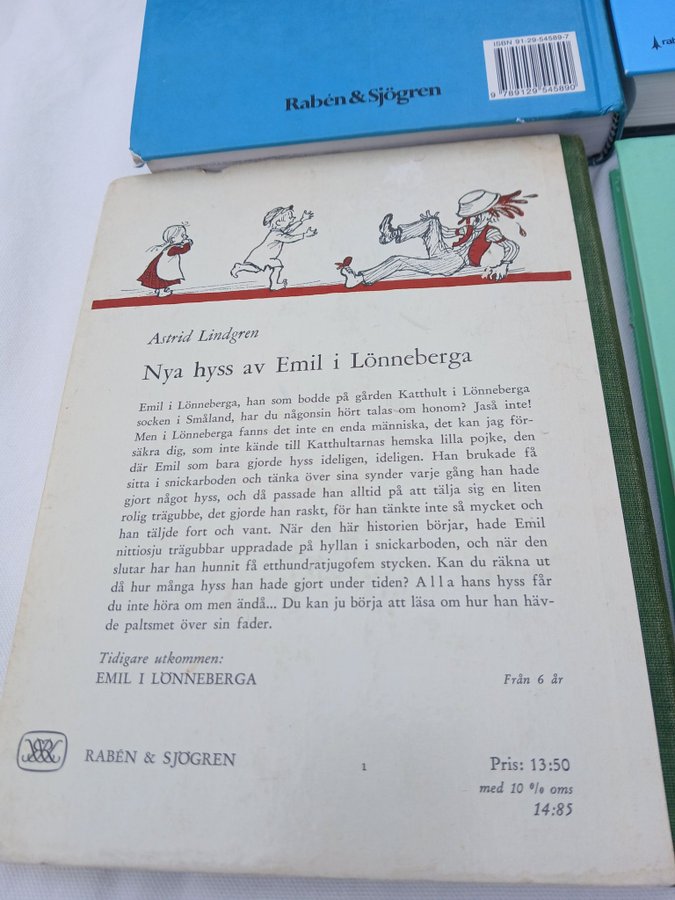 ISBN 91-29-54589-7
9 789129 545890
Rabén & Sjögren
Astrid Lindgren
Nya hyss av Emil i Lönneberga
Emil i Lönneberga, han som bodde på gården Katthult i Lönneberga
socken i Småland, har du någonsin hört talas om honom? Jaså inte!
Men i Lönneberga fanns det inte en enda människa, det kan jag för-
säkra dig, som inte kände till Katthultarnas hemska lilla pojke, den
där Emil som bara gjorde hyss ideligen, ideligen. Han brukade få
sitta i snickarboden och tänka över sina synder varje gång han hade
gjort något hyss, och då passade han alltid på att tälja sig en liten
rolig trägubbe, det gjorde han raskt, för han tänkte inte så mycket och
han täljde fort och vant. När den här historien börjar, hade Emil
nittiosju trägubbar uppradade på hyllan i snickarboden, och när den
slutar har han hunnit få etthundratjugofem stycken. Kan du räkna ut
då hur många hyss han hade gjort under tiden? Alla hans hyss får
du inte höra om men ändå... Du kan ju börja att läsa om hur han häv-
de paltsmet över sin fader.
Tidigare utkommen:
EMIL I LÖNNEBERGA
Från 6 år
RABÉN & SJÖGREN
1
Pris: 13:50
med 10 % oms
14:85